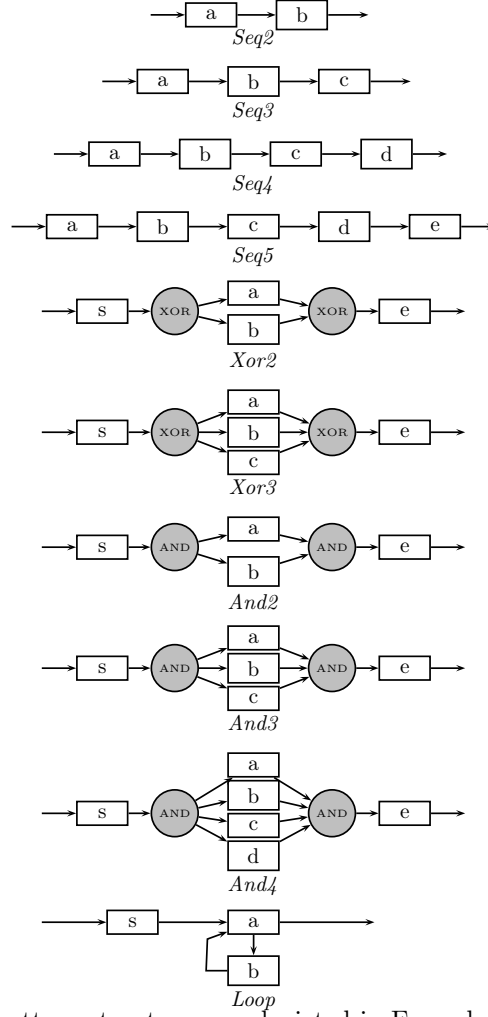 a b
Seq2
a b c
Seq3
a b c d
Seq4
a b c d e
Seq5
a
s XOR XOR e
b
Xor2
a
s XOR b XOR e
c
Xor3
a
s AND AND e
b
And2
a
s AND b AND e
c
And3
a
b
s AND AND e
c
d
And4
s a
b
Loop